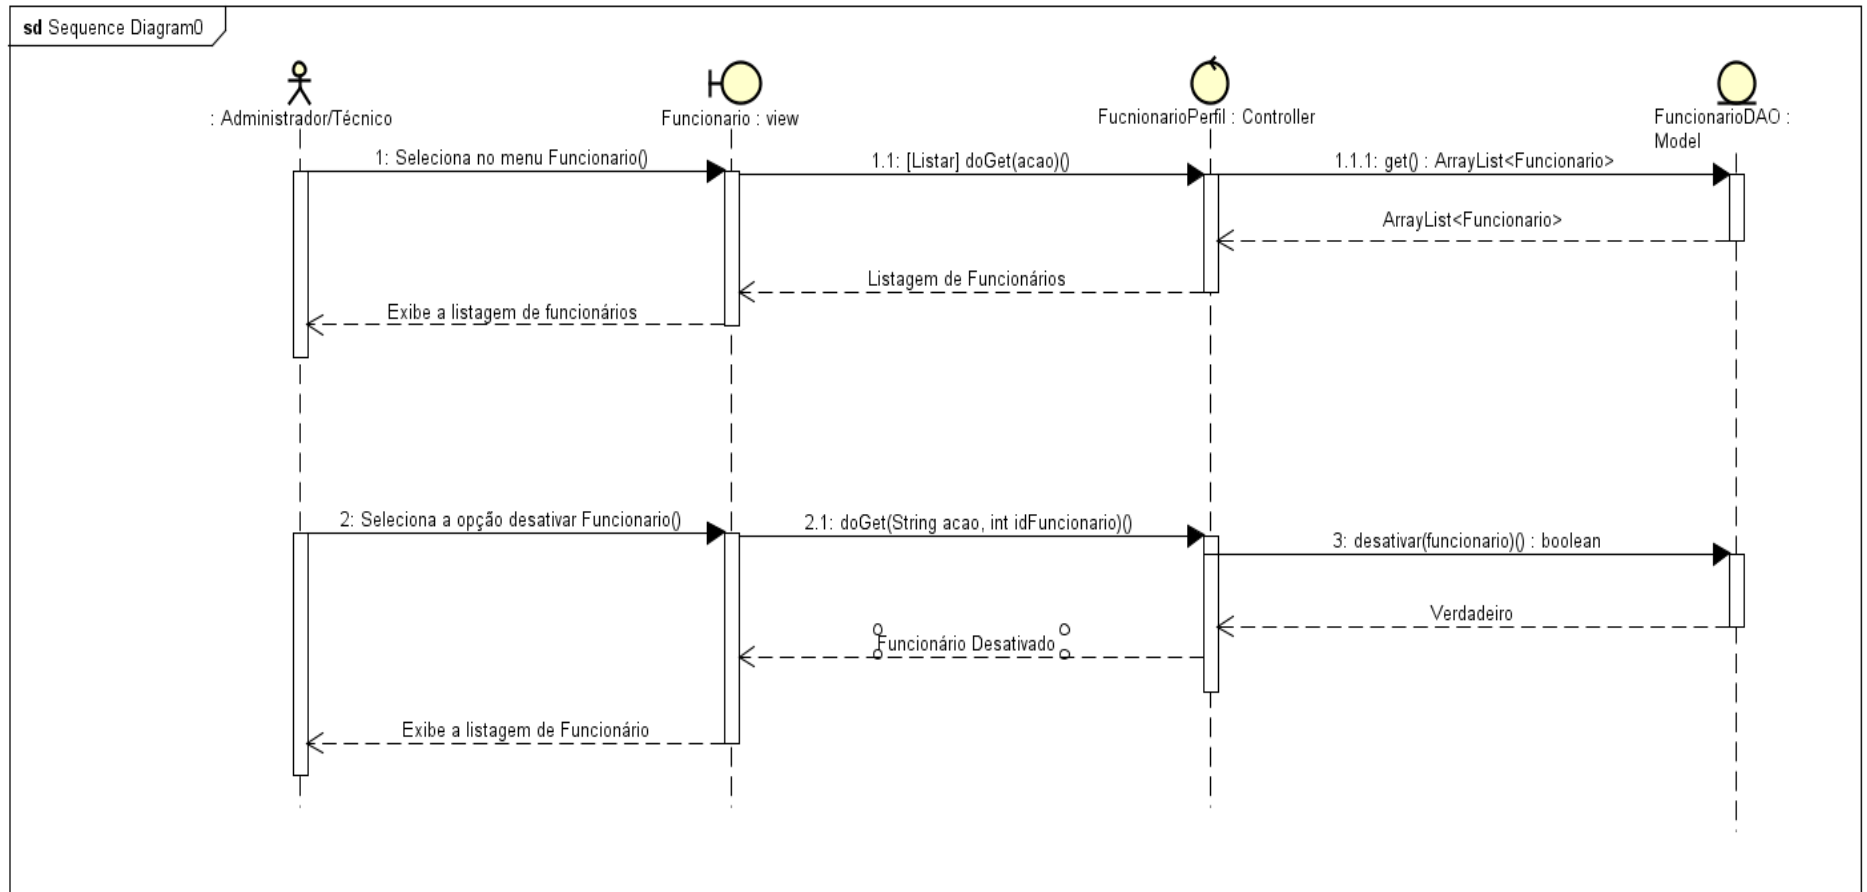 sd Sequence Diagram0
: Administrador/Técnico
Funcionario : view
FucnionarioPerfil : Controller
FuncionarioDAO :
Model
1: Seleciona no menu Funcionario()
1.1: [Listar] doGet(acao)()
1.1.1: get() : ArrayList<Funcionario>
ArrayList<Funcionario>
Listagem de Funcionários
Exibe a listagem de funcionários
2: Seleciona a opção desativar Funcionario()
2.1: doGet(String acao, int idFuncionario)()
3: desativar(funcionario)() : boolean
Verdadeiro
Funcionário Desativado
Exibe a listagem de Funcionário